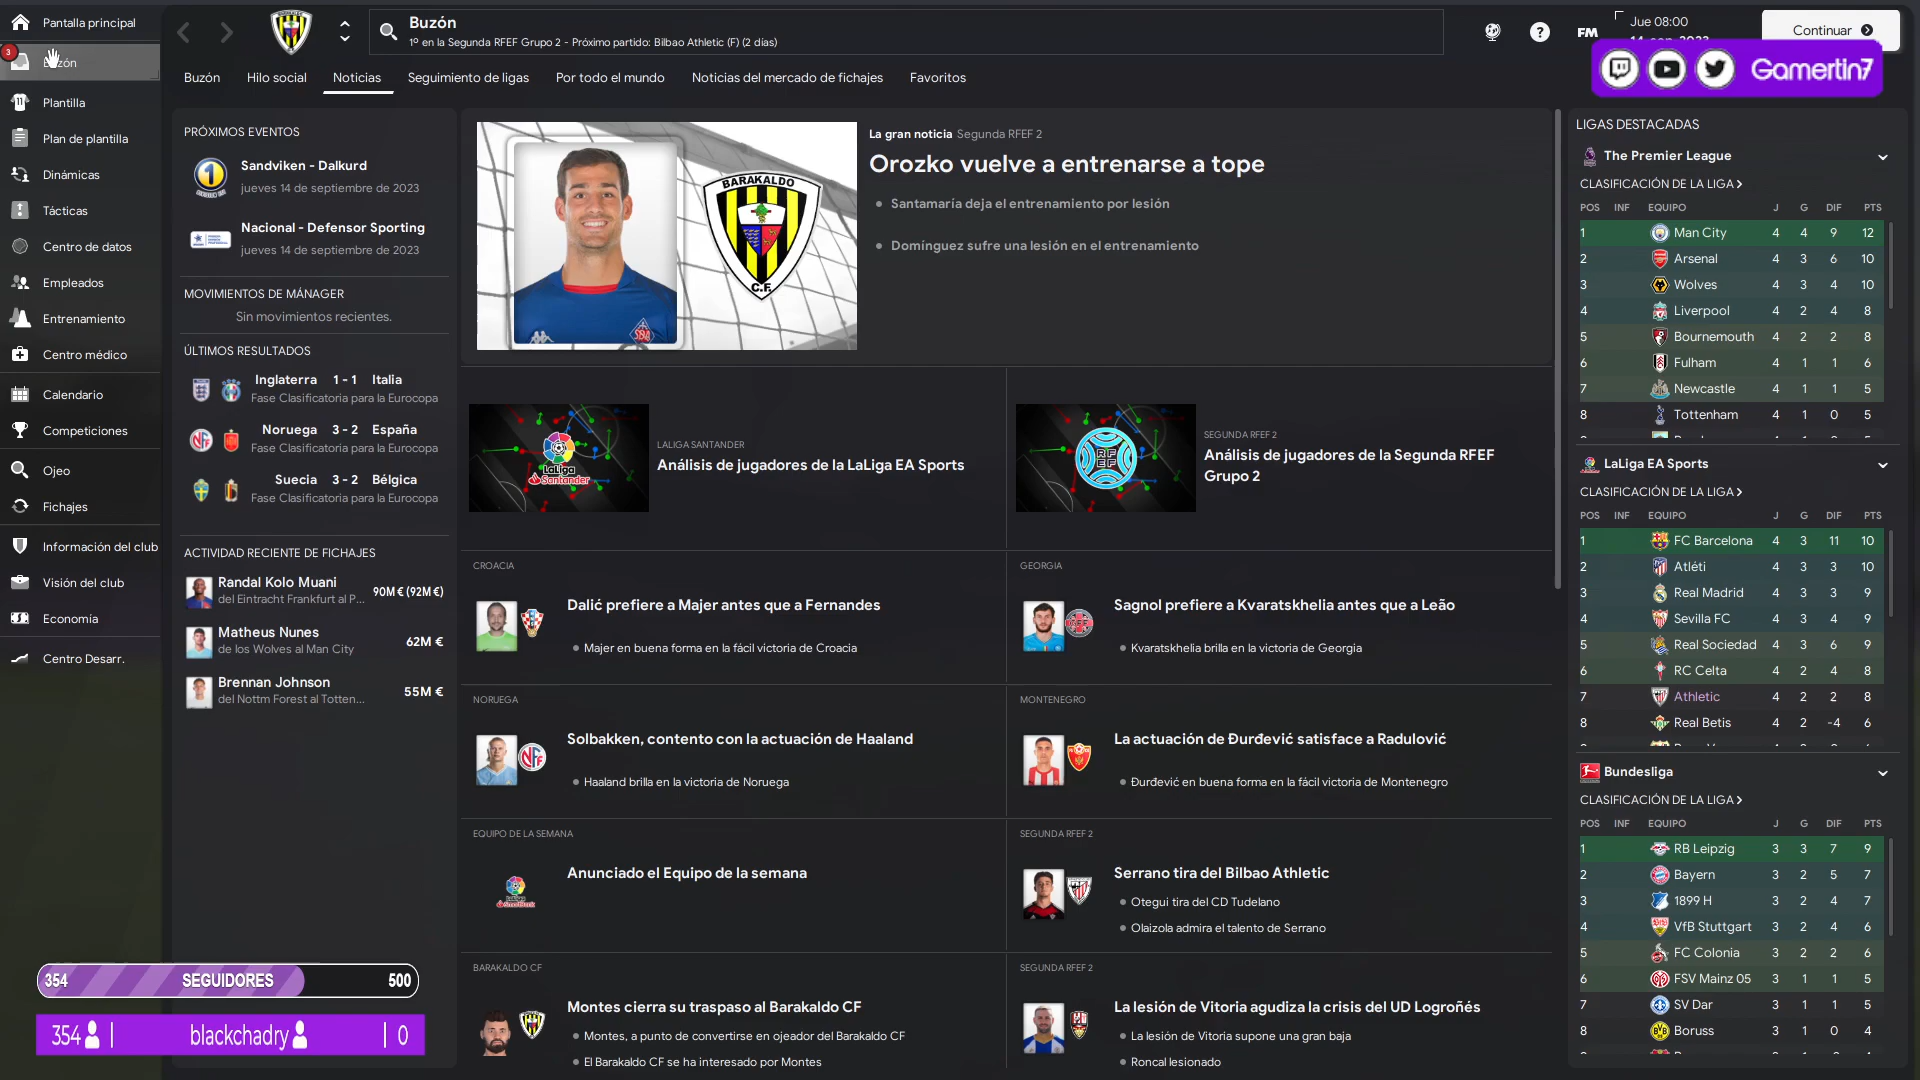 Pantalla principal
3
Buzón
Plantilla
Plan de plantilla
Dinámicas
Tácticas
Centro de datos
Empleados
Entrenamiento
Centro médico
Calendario
Competiciones
Ojeo
Fichajes
Información del club
Visión del club
Economía
Centro Desarr.
Buzón
1º en la Segunda RFEF Grupo 2 - Próximo partido: Bilbao Athletic (F) (2 días)
FM
Jue 08:00
Continuar
Gamertin7
Buzón
Hilo social
Noticias
Seguimiento de ligas
Por todo el mundo
Noticias del mercado de fichajes
Favoritos
PRÓXIMOS EVENTOS
Sandviken - Dalkurd
jueves 14 de septiembre de 2023
Nacional - Defensor Sporting
jueves 14 de septiembre de 2023
MOVIMIENTOS DE MÁNAGER
Sin movimientos recientes.
ÚLTIMOS RESULTADOS
Inglaterra 1 - 1 Italia
Fase Clasificatoria para la Eurocopa
Noruega 3 - 2 España
Fase Clasificatoria para la Eurocopa
Suecia 3 - 2 Bélgica
Fase Clasificatoria para la Eurocopa
ACTIVIDAD RECIENTE DE FICHAJES
Randal Kolo Muani
del Eintracht Frankfurt al P...
90M € (92M €)
Matheus Nunes
de los Wolves al Man City
62M €
Brennan Johnson
del Nottm Forest al Totten...
55M €
354 SEGUIDORES 500
354 blackchadry 0
BARAKALDO
C.F.
La gran noticia Segunda RFEF 2
Orozko vuelve a entrenarse a tope
Santamaría deja el entrenamiento por lesión
Domínguez sufre una lesión en el entrenamiento
LaLiga
Santander
LALIGA SANTANDER
Análisis de jugadores de la LaLiga EA Sports
RF
EF
SEGUNDA RFEF 2
Análisis de jugadores de la Segunda RFEF
Grupo 2
CROACIA
Dalić prefiere a Majer antes que a Fernandes
Majer en buena forma en la fácil victoria de Croacia
GEORGIA
Sagnol prefiere a Kvaratskhelia antes que a Leão
Kvaratskhelia brilla en la victoria de Georgia
NORUEGA
Solbakken, contento con la actuación de Haaland
Haaland brilla en la victoria de Noruega
MONTENEGRO
La actuación de Đurđević satisface a Radulović
Đurđević en buena forma en la fácil victoria de Montenegro
EQUIPO DE LA SEMANA
Anunciado el Equipo de la semana
SEGUNDA RFEF 2
Serrano tira del Bilbao Athletic
Otegui tira del CD Tudelano
Olaizola admira el talento de Serrano
BARAKALDO CF
Montes cierra su traspaso al Barakaldo CF
Montes, a punto de convertirse en ojeador del Barakaldo CF
El Barakaldo CF se ha interesado por Montes
SEGUNDA RFEF 2
La lesión de Vitoria agudiza la crisis del UD Logroñés
La lesión de Vitoria supone una gran baja
Roncal lesionado
LIGAS DESTACADAS
The Premier League
CLASIFICACIÓN DE LA LIGA
POS INF EQUIPO J G DIF PTS
1 Man City 4 4 9 12
2 Arsenal 4 3 6 10
3 Wolves 4 3 4 10
4 Liverpool 4 2 4 8
5 Bournemouth 4 2 2 8
6 Fulham 4 1 1 6
7 Newcastle 4 1 1 5
8 Tottenham 4 1 0 5
LaLiga EA Sports
CLASIFICACIÓN DE LA LIGA
POS INF EQUIPO J G DIF PTS
1 FC Barcelona 4 3 11 10
2 Atléti 4 3 3 10
3 Real Madrid 4 3 3 9
4 Sevilla FC 4 3 4 9
5 Real Sociedad 4 3 6 9
6 RC Celta 4 2 4 8
7 Athletic 4 2 2 8
8 Real Betis 4 2 -4 6
Bundesliga
CLASIFICACIÓN DE LA LIGA
POS INF EQUIPO J G DIF PTS
1 RB Leipzig 3 3 7 9
2 Bayern 3 2 5 7
3 1899 H 3 2 4 7
4 VfB Stuttgart 3 2 4 6
5 FC Colonia 3 2 2 6
6 FSV Mainz 05 3 1 1 5
7 SV Dar 3 1 1 5
8 Boruss 3 1 0 4